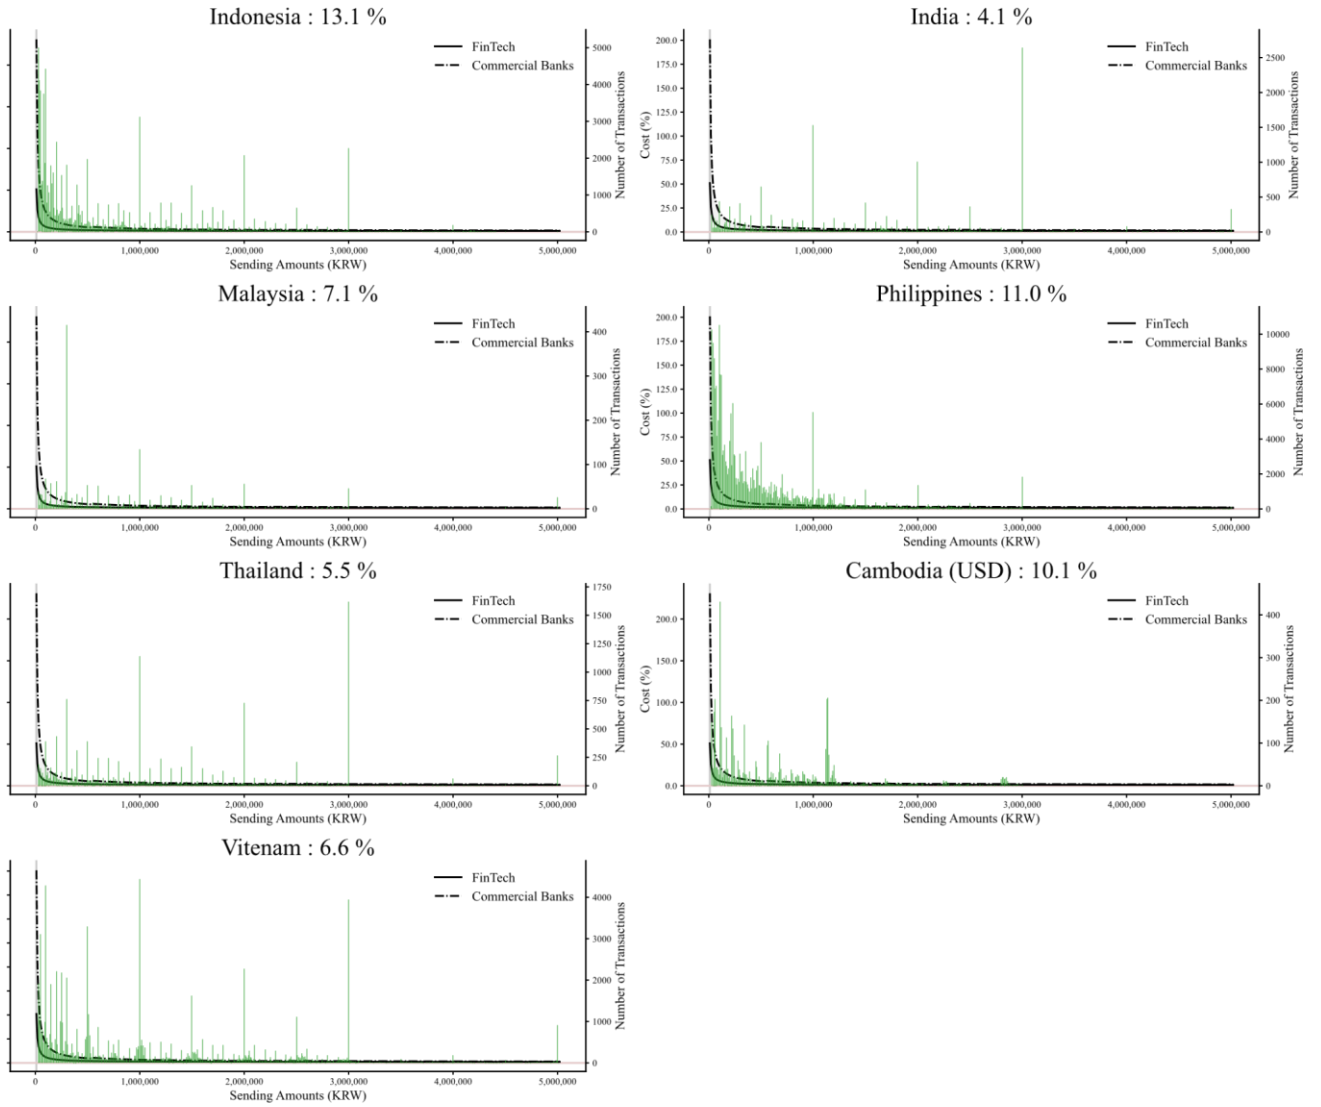 Indonesia : 13.1 %
FinTech
Commercial Banks
5000
4000
3000
2000
1000
0
Number of Transactions
0 1,000,000 2,000,000 3,000,000 4,000,000 5,000,000
Sending Amounts (KRW)
India : 4.1 %
FinTech
Commercial Banks
200.0
175.0
150.0
125.0
100.0
75.0
50.0
25.0
0.0
Cost (%)
2500
2000
1500
1000
500
0
Number of Transactions
0 1,000,000 2,000,000 3,000,000 4,000,000 5,000,000
Sending Amounts (KRW)
Malaysia : 7.1 %
FinTech
Commercial Banks
400
300
200
100
0
Number of Transactions
0 1,000,000 2,000,000 3,000,000 4,000,000 5,000,000
Sending Amounts (KRW)
Philippines : 11.0 %
FinTech
Commercial Banks
200.0
175.0
150.0
125.0
100.0
75.0
50.0
25.0
0.0
Cost (%)
10000
8000
6000
4000
2000
0
Number of Transactions
0 1,000,000 2,000,000 3,000,000 4,000,000 5,000,000
Sending Amounts (KRW)
Thailand : 5.5 %
FinTech
Commercial Banks
1750
1500
1250
1000
750
500
250
0
Number of Transactions
0 1,000,000 2,000,000 3,000,000 4,000,000 5,000,000
Sending Amounts (KRW)
Cambodia (USD) : 10.1 %
FinTech
Commercial Banks
200.0
150.0
100.0
50.0
0.0
Cost (%)
400
300
200
100
0
Number of Transactions
0 1,000,000 2,000,000 3,000,000 4,000,000 5,000,000
Sending Amounts (KRW)
Vitenam : 6.6 %
FinTech
Commercial Banks
4000
3000
2000
1000
0
Number of Transactions
0 1,000,000 2,000,000 3,000,000 4,000,000 5,000,000
Sending Amounts (KRW)